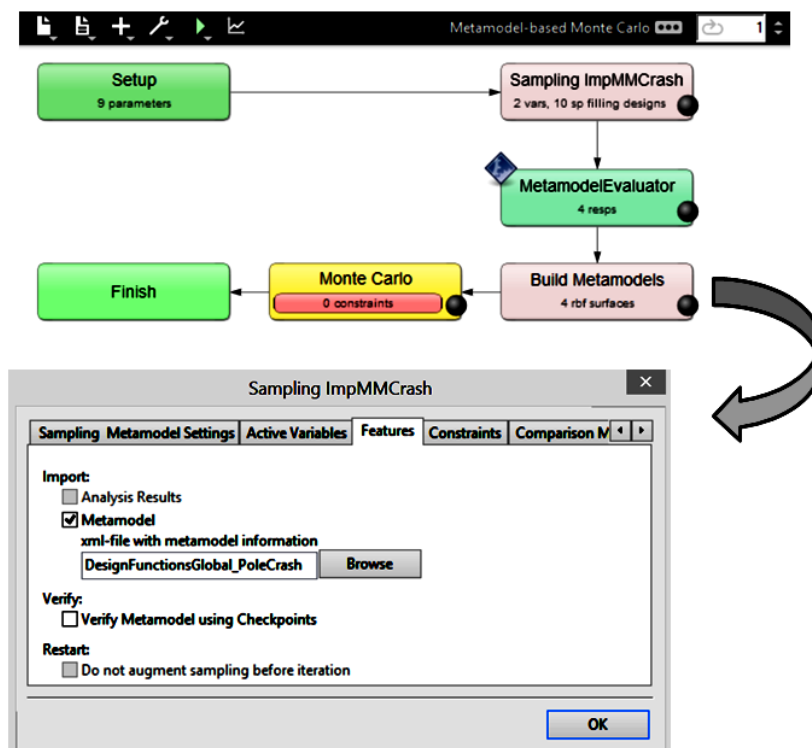 Metamodel-based Monte Carlo
1
Setup
9 parameters
Sampling ImpMMCrash
2 vars, 10 sp filling designs
MetamodelEvaluator
4 resps
Finish
Monte Carlo
0 constraints
Build Metamodels
4 rbf surfaces
Sampling ImpMMCrash
Sampling Metamodel Settings Active Variables Features Constraints Comparison M
Import:
Analysis Results
Metamodel
xml-file with metamodel information
DesignFunctionsGlobal_PoleCrash Browse
Verify:
Verify Metamodel using Checkpoints
Restart:
Do not augment sampling before iteration
OK